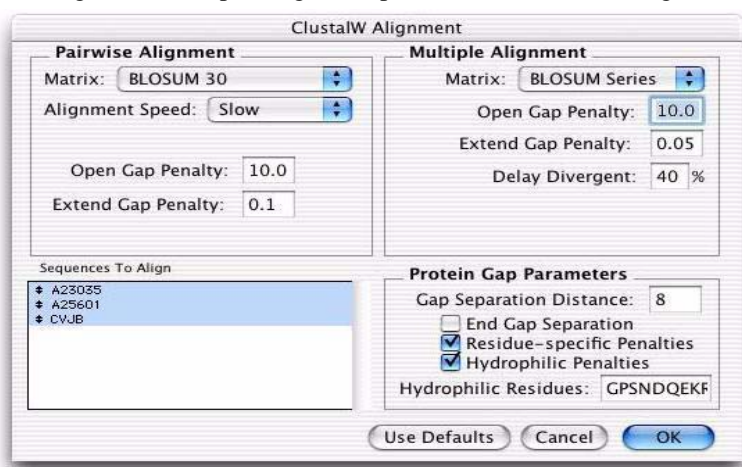 ClustalW Alignment
Pairwise Alignment
Matrix: BLOSUM 30
Alignment Speed: Slow
Open Gap Penalty: 10.0
Extend Gap Penalty: 0.1
Multiple Alignment
Matrix: BLOSUM Series
Open Gap Penalty: 10.0
Extend Gap Penalty: 0.05
Delay Divergent: 40 %
Sequences To Align
A23035
A25601
CVJB
Protein Gap Parameters
Gap Separation Distance: 8
End Gap Separation
Residue-specific Penalties
Hydrophilic Penalties
Hydrophilic Residues: GPSNDQEKF
Use Defaults
Cancel
OK